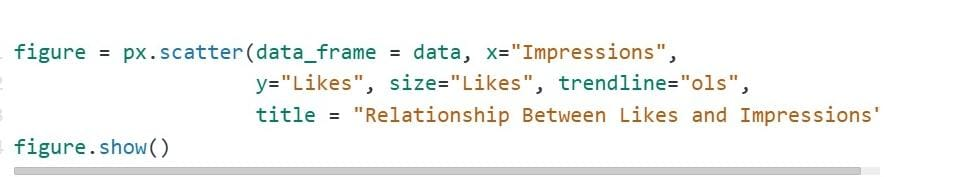 figure = px.scatter(data_frame = data, x="Impressions",
y="Likes", size="Likes", trendline="ols",
title = "Relationship Between Likes and Impressions'
figure.show()